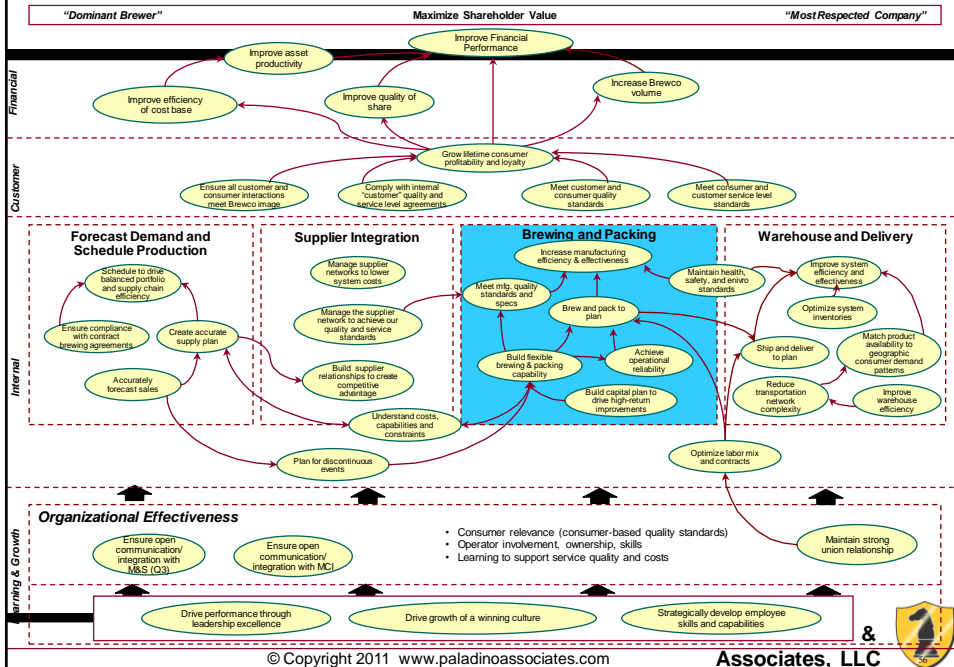 “Dominant Brewer” Maximize Shareholder Value “Most Respected Company”
Improve Financial
Performance
Improve asset
productivity
Financial
Improve efficiency
of cost base
Improve quality of
share
Increase Brewco
volume
Customer
Grow lifetime consumer
profitability and loyalty
Ensure all customer and
consumer interactions
meet Brewco image
Comply with internal
“customer” quality and
service level agreements
Meet customer and
consumer quality
standards
Meet consumer and
customer service level
standards
Internal
Forecast Demand and
Schedule Production
Schedule to drive
balanced portfolio
and supply chain
efficiency
Ensure compliance
with contract
brewing agreements
Create accurate
supply plan
Accurately
forecast sales
Supplier Integration
Manage supplier
networks to lower
system costs
Manage the supplier
network to achieve our
quality and service
standards
Build supplier
relationships to create
competitive
advantage
Understand costs,
capabilities and
constraints
Plan for discontinuous
events
Brewing and Packing
Increase manufacturing
efficiency & effectiveness
Meet mfg. quality
standards and
specs
Brew and pack to
plan
Build flexible
brewing & packing
capability
Achieve
operational
reliability
Build capital plan to
drive high-return
improvements
Maintain health,
safety, and enivro
standards
Warehouse and Delivery
Improve system
efficiency and
effectiveness
Optimize system
inventories
Ship and deliver
to plan
Match product
availability to
geographic
consumer demand
patterns
Reduce
transportation
network
complexity
Improve
warehouse
efficiency
Optimize labor mix
and contracts
Learning & Growth
Organizational Effectiveness
Ensure open
communication/
integration with
M&S (Q3)
Ensure open
communication/
integration with MCI
• Consumer relevance (consumer-based quality standards)
• Operator involvement, ownership, skills
• Learning to support service quality and costs
Maintain strong
union relationship
Drive performance through
leadership excellence
Drive growth of a winning culture
Strategically develop employee
skills and capabilities
&
© Copyright 2011 www.paladinoassociates.com
Associates, LLC
56